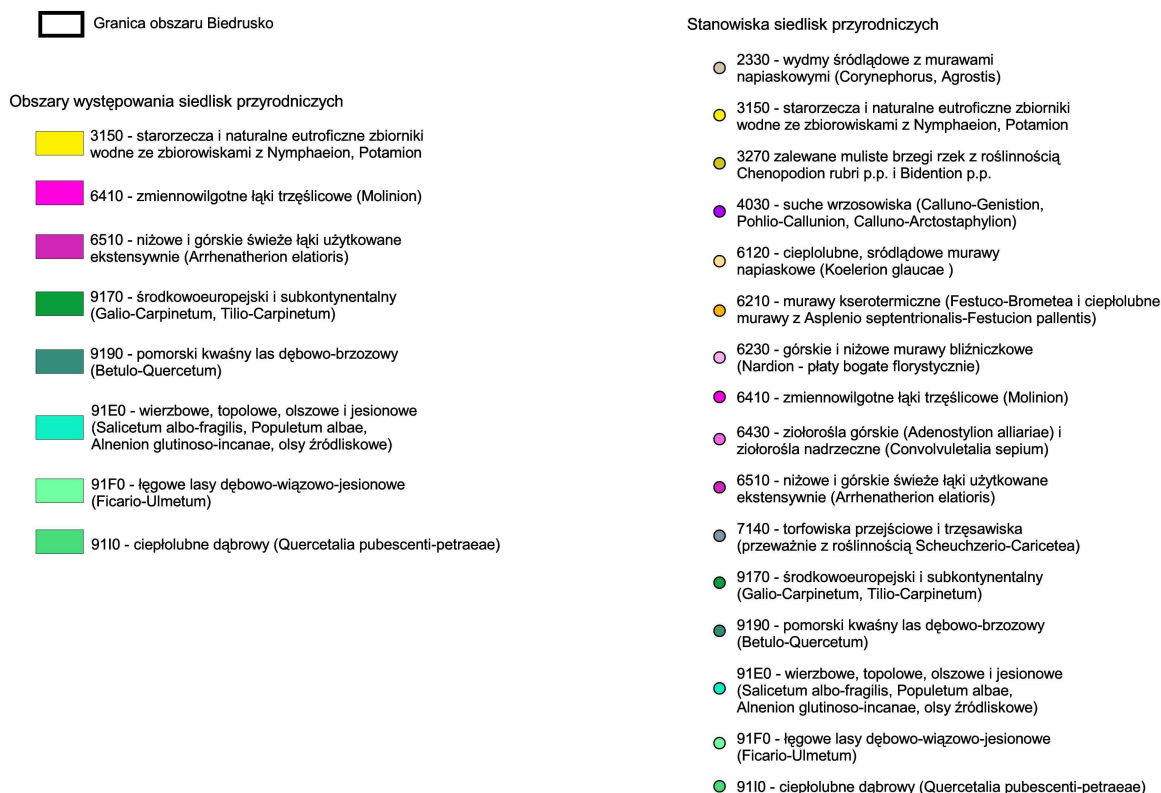 Granica obszaru Biedrusko
Obszary występowania siedlisk przyrodniczych
3150 - starorzecza i naturalne eutroficzne zbiorniki
wodne ze zbiorowiskami z Nymphaeion, Potamion
6410 - zmiennowilgotne łąki trzęślicowe (Molinion)
6510 - niżowe i górskie świeże łąki użytkowane
ekstensywnie (Arrhenatherion elatioris)
9170 - środkowoeuropejski i subkontynentalny
(Galio-Carpinetum, Tilio-Carpinetum)
9190 - pomorski kwaśny las dębowo-brzozowy
(Betulo-Quercetum)
91E0 - wierzbowe, topolowe, olszowe i jesionowe
(Salicetum albo-fragilis, Populetum albae,
Alnenion glutinoso-incanae, olsy źródliskowe)
91F0 - łęgowe lasy dębowo-wiązowo-jesionowe
(Ficario-Ulmetum)
91I0 - ciepłolubne dąbrowy (Quercetalia pubescenti-petraeae)
Stanowiska siedlisk przyrodniczych
2330 - wydmy śródlądowe z murawami
napiaskowymi (Corynephorus, Agrostis)
3150 - starorzecza i naturalne eutroficzne zbiorniki
wodne ze zbiorowiskami z Nymphaeion, Potamion
3270 zalewane muliste brzegi rzek z roślinnością
Chenopodion rubri p.p. i Bidention p.p.
4030 - suche wrzosowiska (Calluno-Genistion,
Pohlio-Callunion, Calluno-Arctostaphylion)
6120 - cieplolubne, sródlądowe murawy
napiaskowe (Koelerion glaucae )
6210 - murawy kserotermiczne (Festuco-Brometea i ciepłolubne
murawy z Asplenio septentrionalis-Festucion pallentis)
6230 - górskie i niżowe murawy bliźniczkowe
(Nardion - płaty bogate florystycznie)
6410 - zmiennowilgotne łąki trzęślicowe (Molinion)
6430 - ziołorośla górskie (Adenostylion alliariae) i
ziołorośla nadrzeczne (Convolvuletalia sepium)
6510 - niżowe i górskie świeże łąki użytkowane
ekstensywnie (Arrhenatherion elatioris)
7140 - torfowiska przejściowe i trzęsawiska
(przeważnie z roślinnością Scheuchzerio-Caricetea)
9170 - środkowoeuropejski i subkontynentalny
(Galio-Carpinetum, Tilio-Carpinetum)
9190 - pomorski kwaśny las dębowo-brzozowy
(Betulo-Quercetum)
91E0 - wierzbowe, topolowe, olszowe i jesionowe
(Salicetum albo-fragilis, Populetum albae,
Alnenion glutinoso-incanae, olsy źródliskowe)
91F0 - łęgowe lasy dębowo-wiązowo-jesionowe
(Ficario-Ulmetum)
91I0 - ciepłolubne dąbrowy (Quercetalia pubescenti-petraeae)